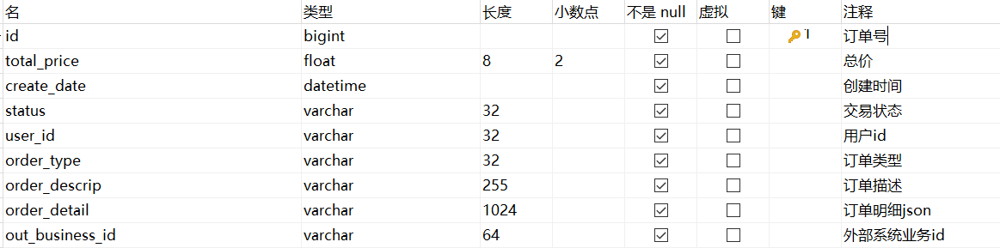 名 类型 长度 小数点 不是 null 虚拟 键 注释
id bigint 1 订单号
total_price float 8 2 总价
create_date datetime 创建时间
status varchar 32 交易状态
user_id varchar 32 用户id
order_type varchar 32 订单类型
order_descrip varchar 255 订单描述
order_detail varchar 1024 订单明细json
out_business_id varchar 64 外部系统业务id